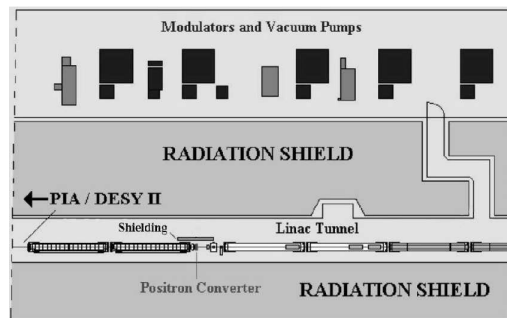 Modulators and Vacuum Pumps
RADIATION SHIELD
PIA / DESY II
Shielding
Linac Tunnel
Positron Converter
RADIATION SHIELD